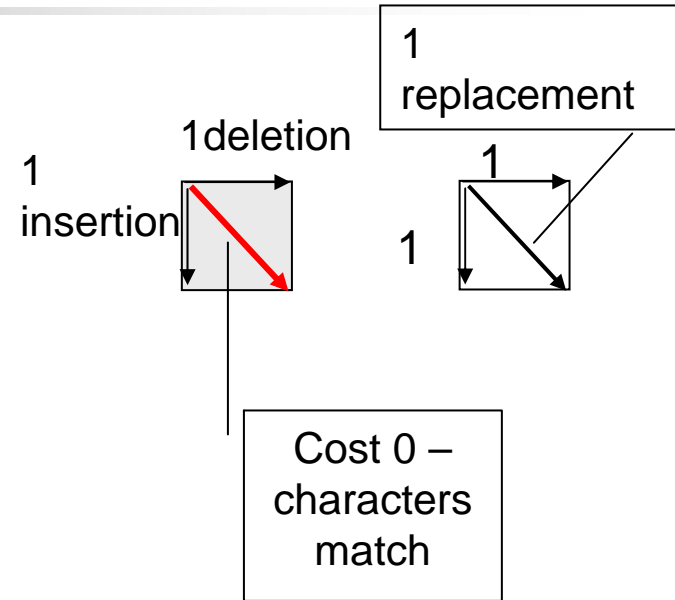 1
replacement
1deletion
1
insertion
1
1
Cost 0 –
characters
match